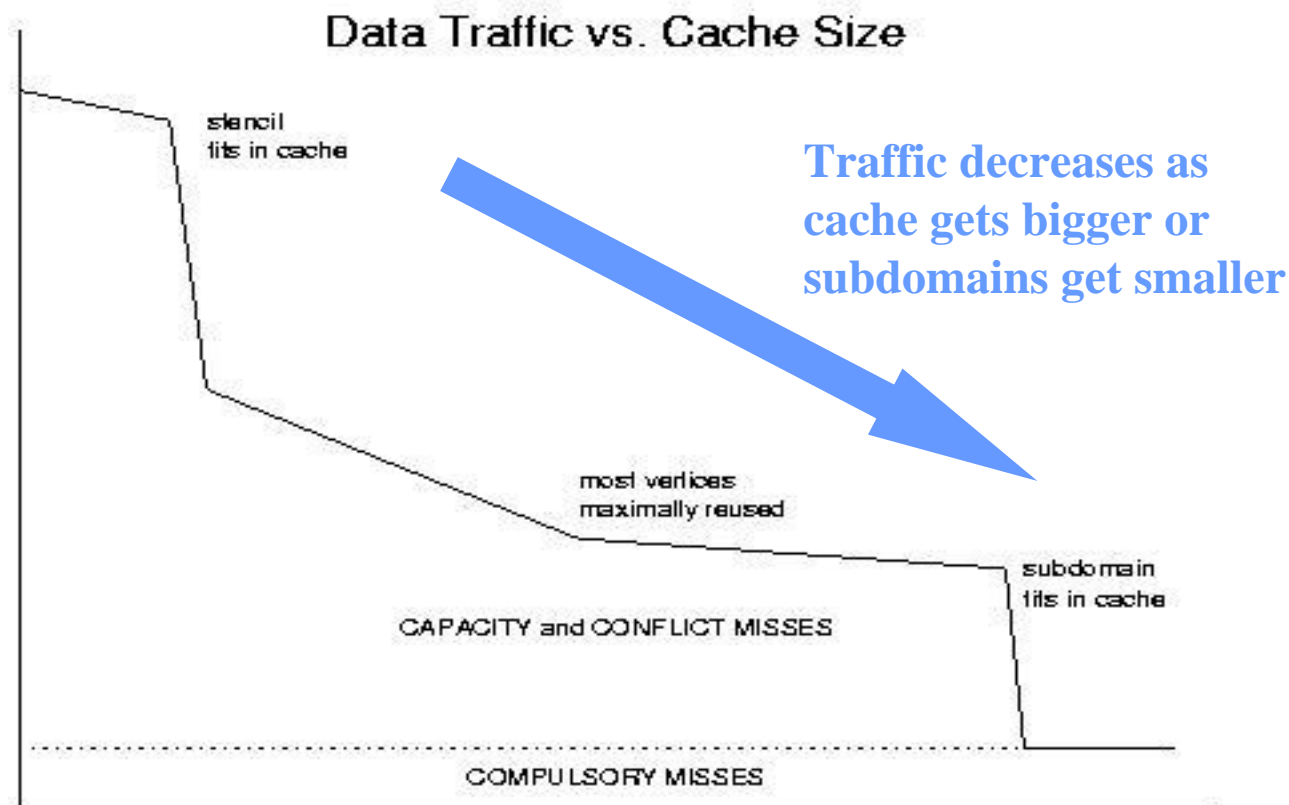 Data Traffic vs. Cache Size
stencil
fits in cache
Traffic decreases as
cache gets bigger or
subdomains get smaller
most vertices
maximally reused
subdomain
fits in cache
CAPACITY and CONFLICT MISSES
COMPULSORY MISSES